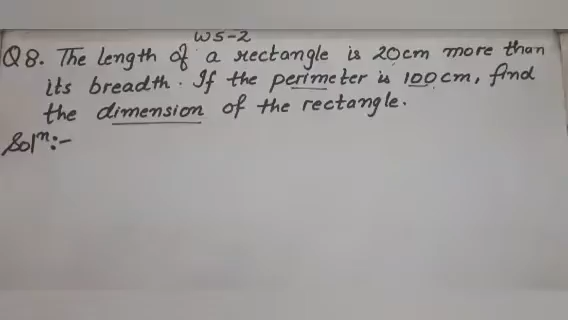 WS-2
Q8. The length of a rectangle is 20cm more than
its breadth. If the perimeter is 100cm, find
the dimension of the rectangle.
Solⁿ:-